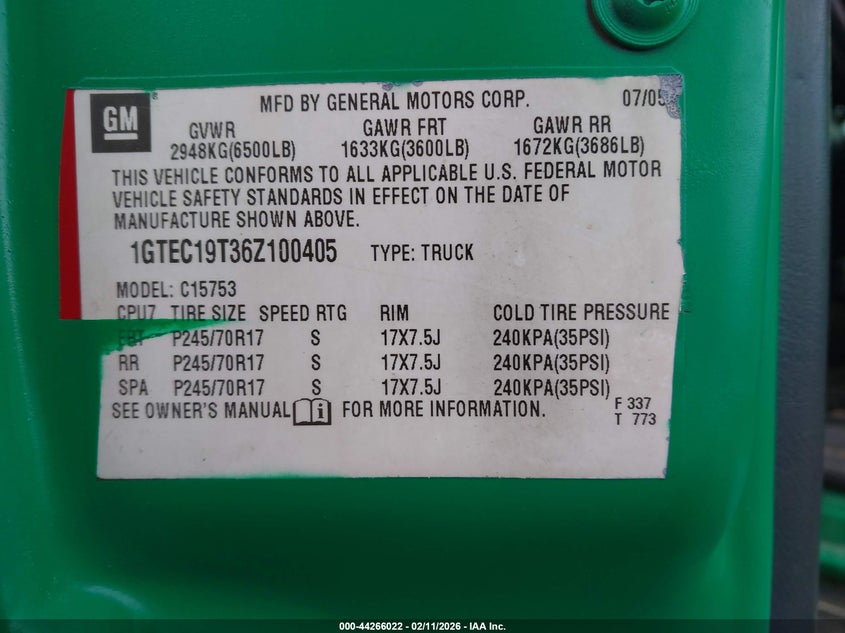 GM
MFD BY GENERAL MOTORS CORP. 07/05
GVWR GAWR FRT GAWR RR
2948KG(6500LB) 1633KG(3600LB) 1672KG(3686LB)
THIS VEHICLE CONFORMS TO ALL APPLICABLE U.S. FEDERAL MOTOR
VEHICLE SAFETY STANDARDS IN EFFECT ON THE DATE OF
MANUFACTURE SHOWN ABOVE.
1GTEC19T36Z100405 TYPE: TRUCK
MODEL: C15753
CPU7 TIRE SIZE SPEED RTG RIM COLD TIRE PRESSURE
FRT P245/70R17 S 17X7.5J 240KPA(35PSI)
RR P245/70R17 S 17X7.5J 240KPA(35PSI)
SPA P245/70R17 S 17X7.5J 240KPA(35PSI)
SEE OWNER'S MANUAL FOR MORE INFORMATION.
F 337
T 773
000-44266022 - 02/11/2026 - IAA Inc.